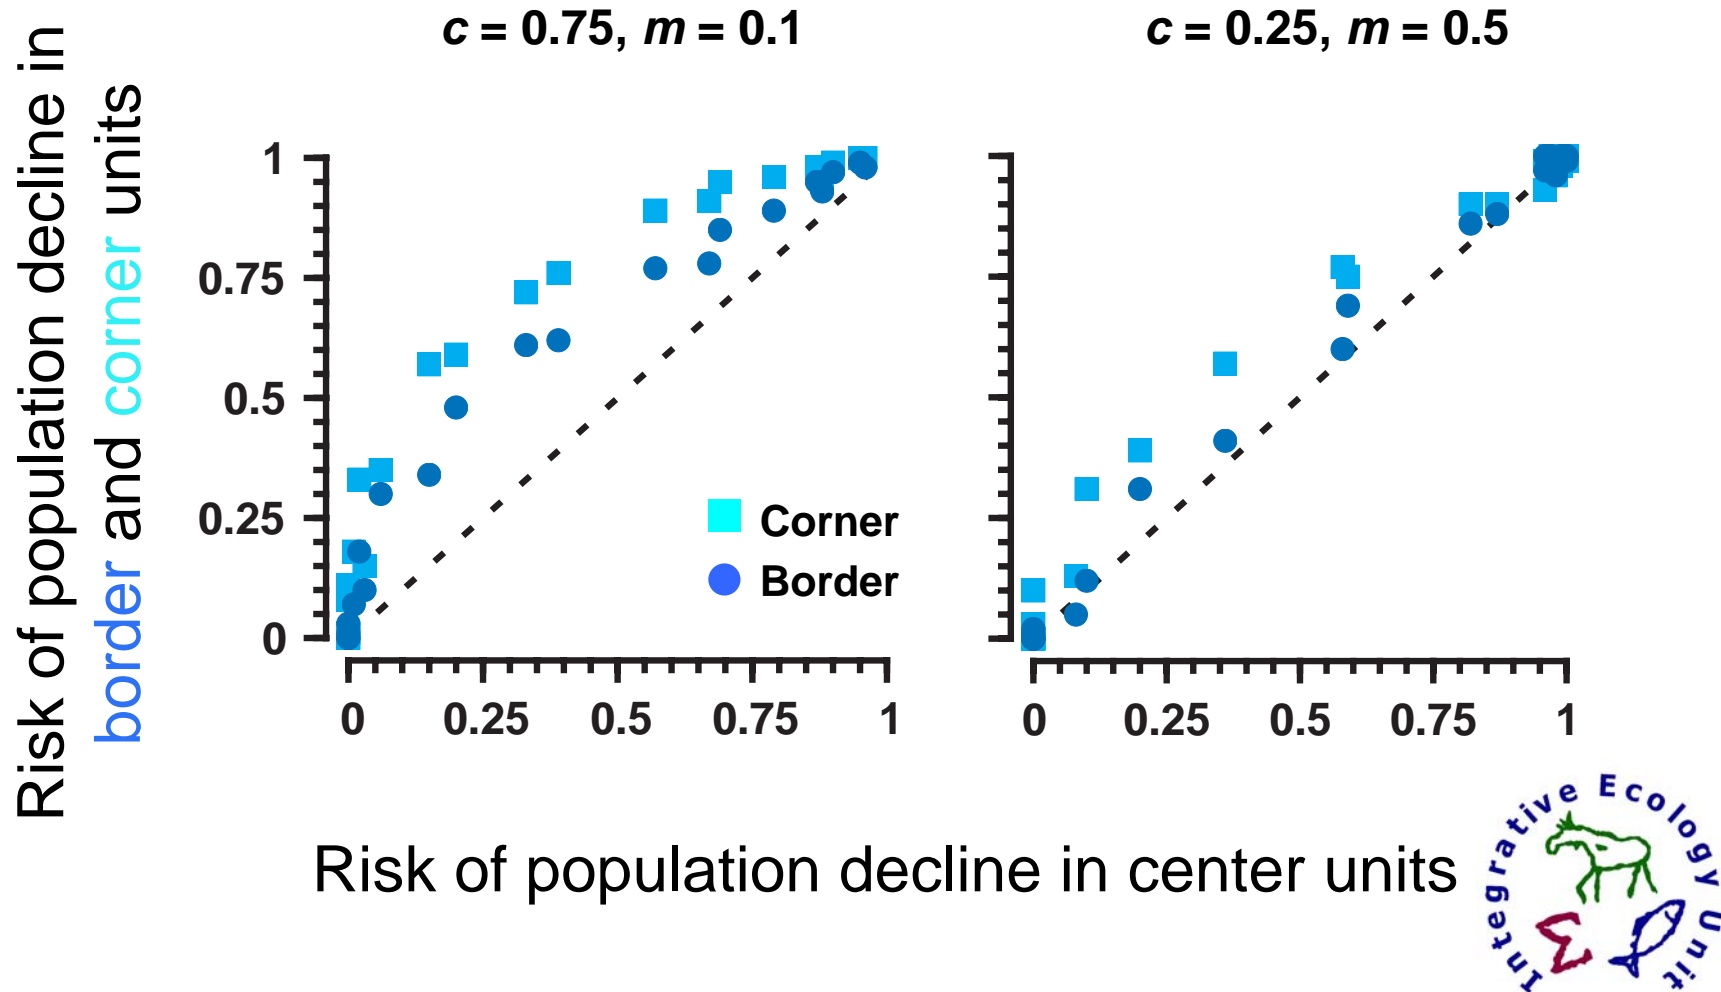 c = 0.75, m = 0.1
c = 0.25, m = 0.5
Risk of population decline in
border and corner units
1
0.75
0.5
0.25
0
Corner
Border
0 0.25 0.5 0.75 1
0 0.25 0.5 0.75 1
Risk of population decline in center units
Integrative Ecology Unit